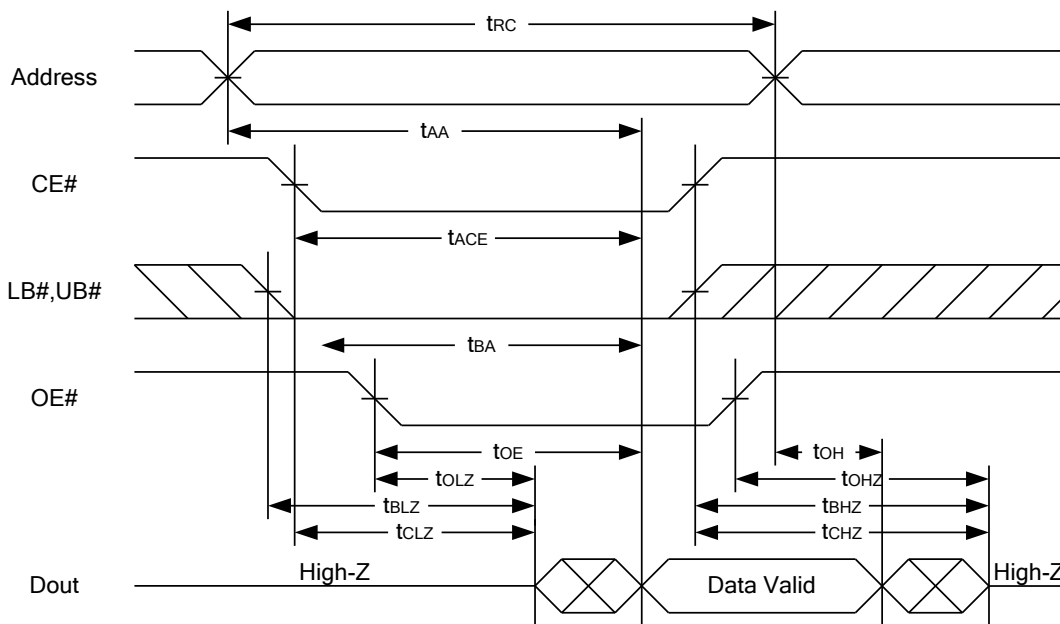 tRC
Address
tAA
CE#
tACE
LB#,UB#
tBA
OE#
tOE
tOH
tOLZ
tOHZ
tBLZ
tBHZ
tCLZ
tCHZ
Dout
High-Z
Data Valid
High-Z